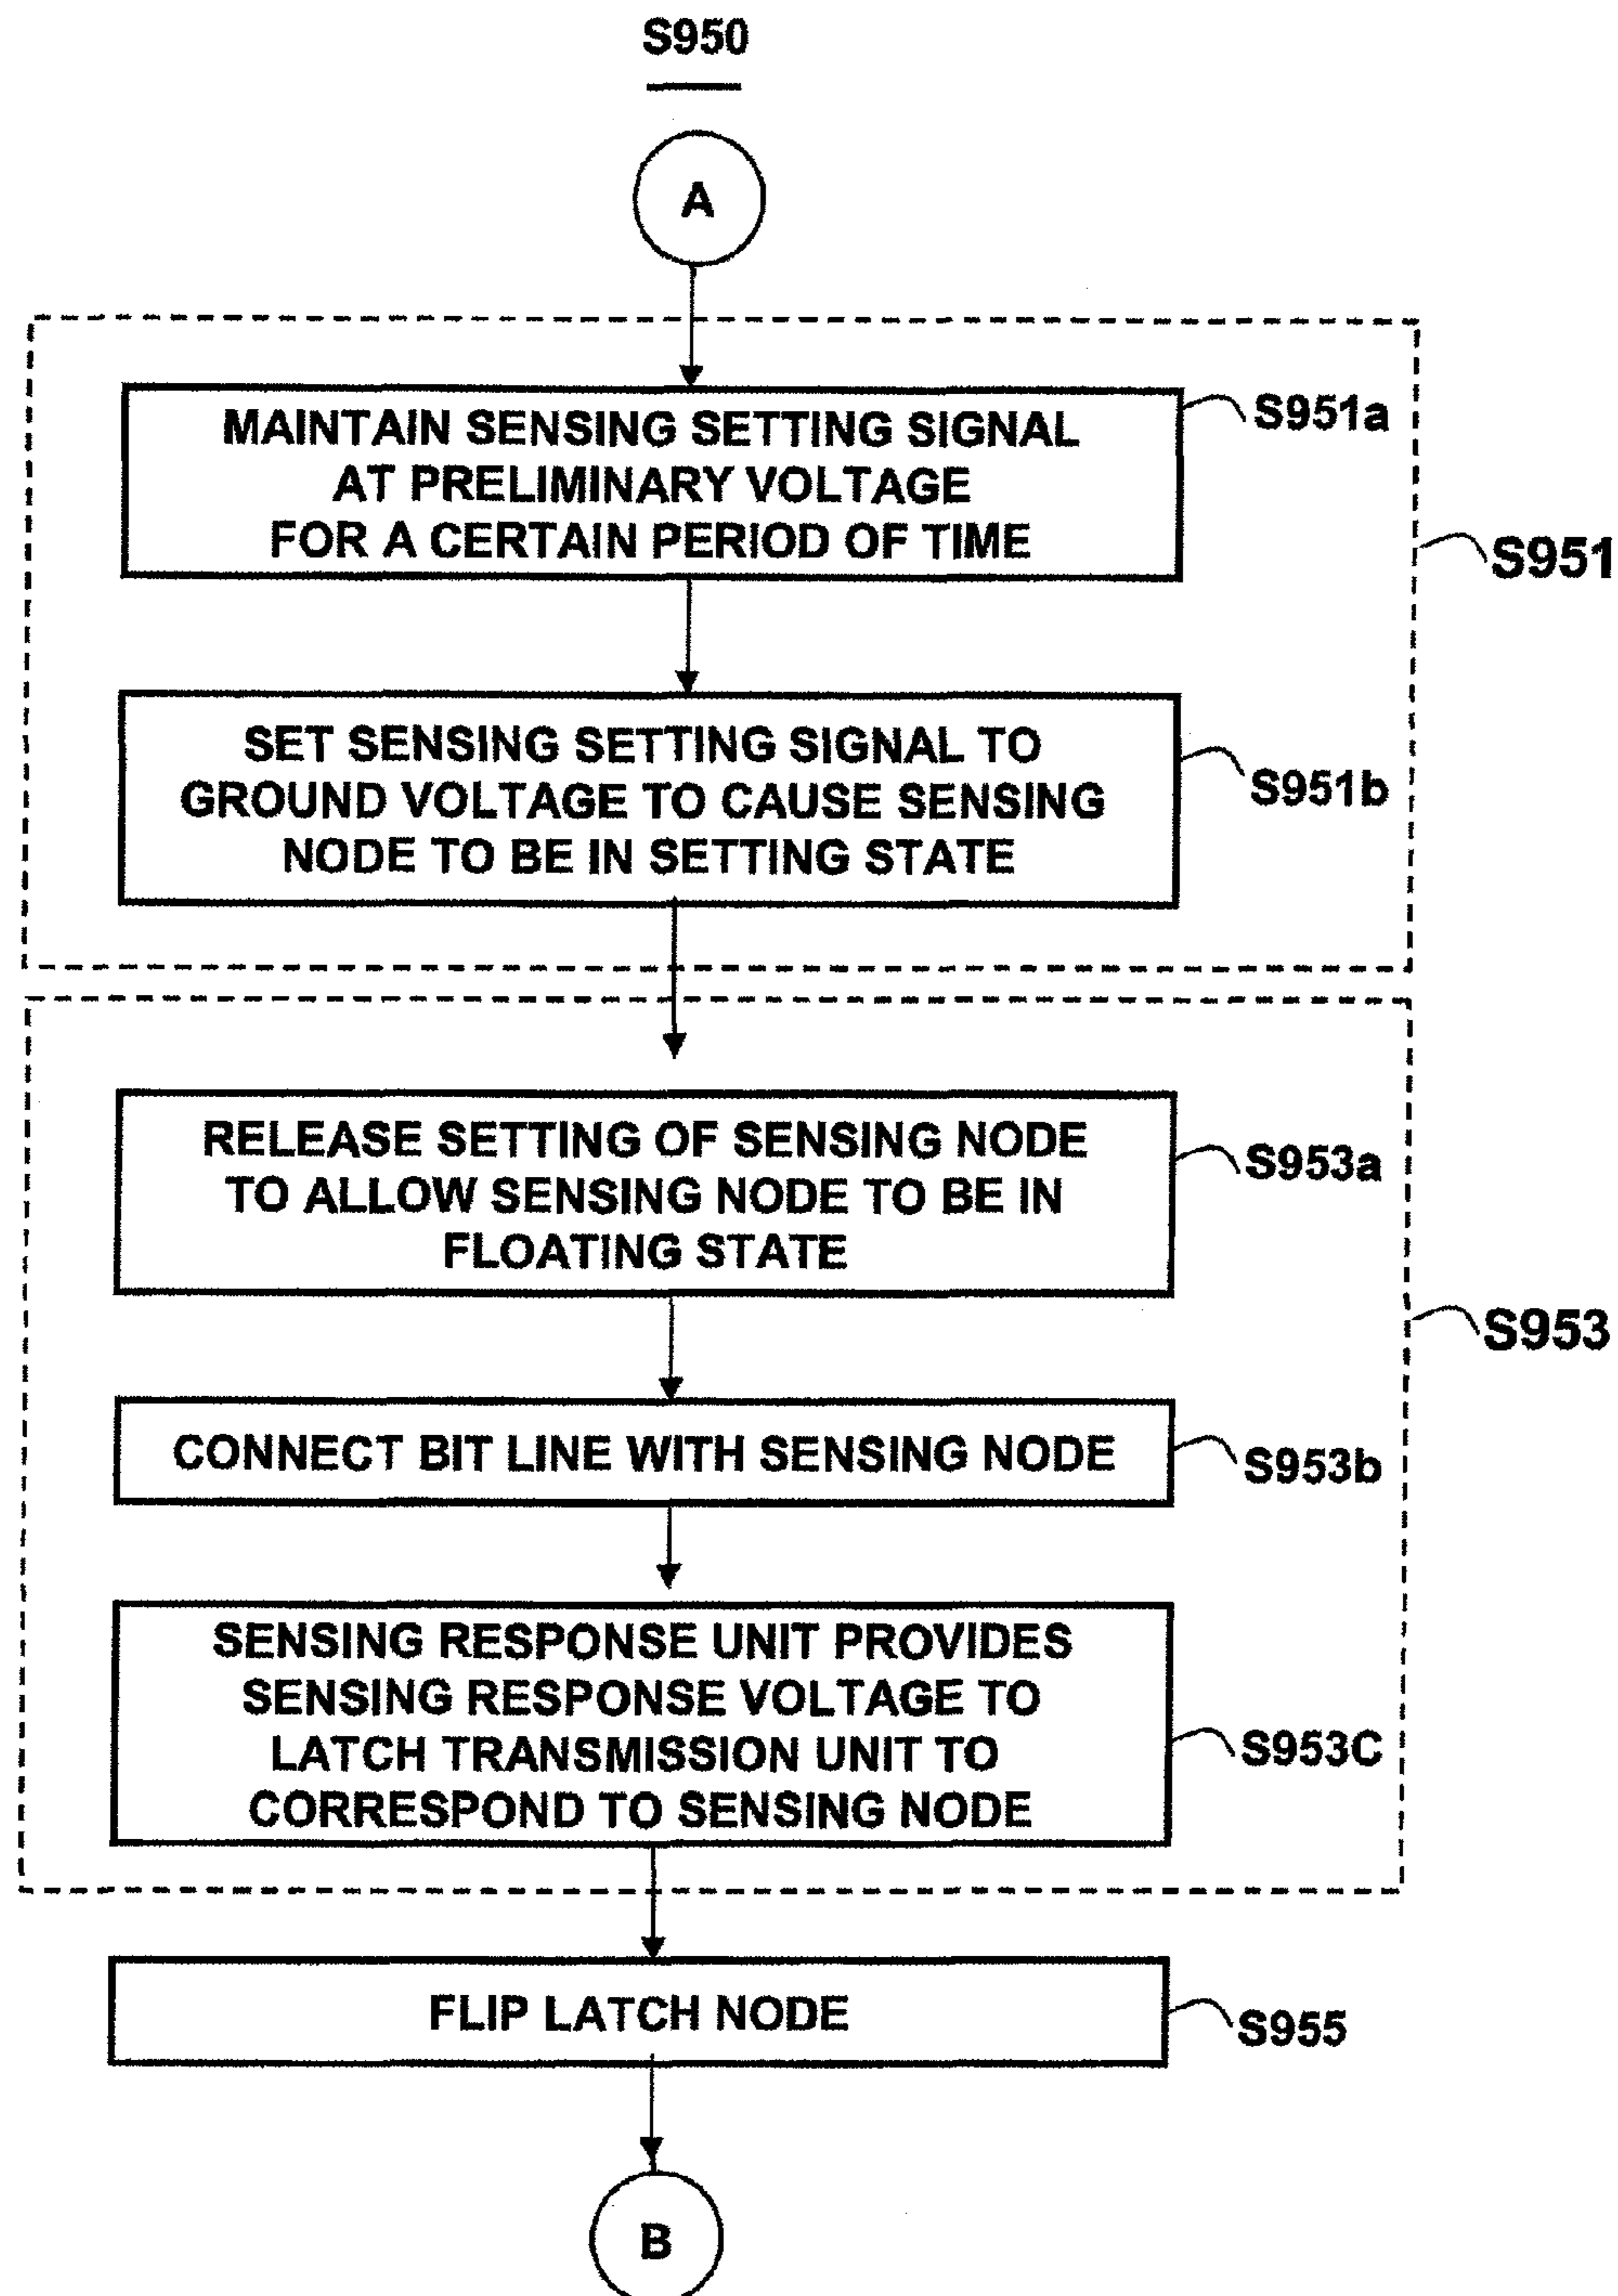 S950
A
MAINTAIN SENSING SETTING SIGNAL
AT PRELIMINARY VOLTAGE
FOR A CERTAIN PERIOD OF TIME
S951a
S951
SET SENSING SETTING SIGNAL TO
GROUND VOLTAGE TO CAUSE SENSING
NODE TO BE IN SETTING STATE
S951b
RELEASE SETTING OF SENSING NODE
TO ALLOW SENSING NODE TO BE IN
FLOATING STATE
S953a
S953
CONNECT BIT LINE WITH SENSING NODE
S953b
SENSING RESPONSE UNIT PROVIDES
SENSING RESPONSE VOLTAGE TO
LATCH TRANSMISSION UNIT TO
CORRESPOND TO SENSING NODE
S953C
FLIP LATCH NODE
S955
B